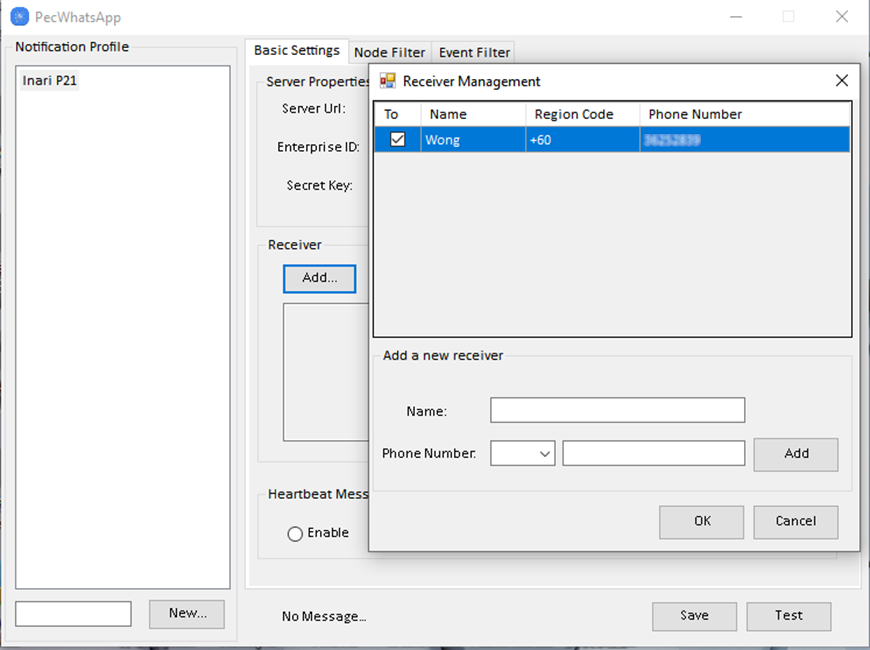 PecWhatsApp
Notification Profile
Inari P21
New...
Basic Settings
Node Filter
Event Filter
Server Properties
Server Url:
Enterprise ID:
Secret Key:
Receiver
Add...
Heartbeat Mess
Enable
No Message...
Save
Test
Receiver Management
To Name Region Code Phone Number
Wong +60
Add a new receiver
Name:
Phone Number:
Add
OK
Cancel